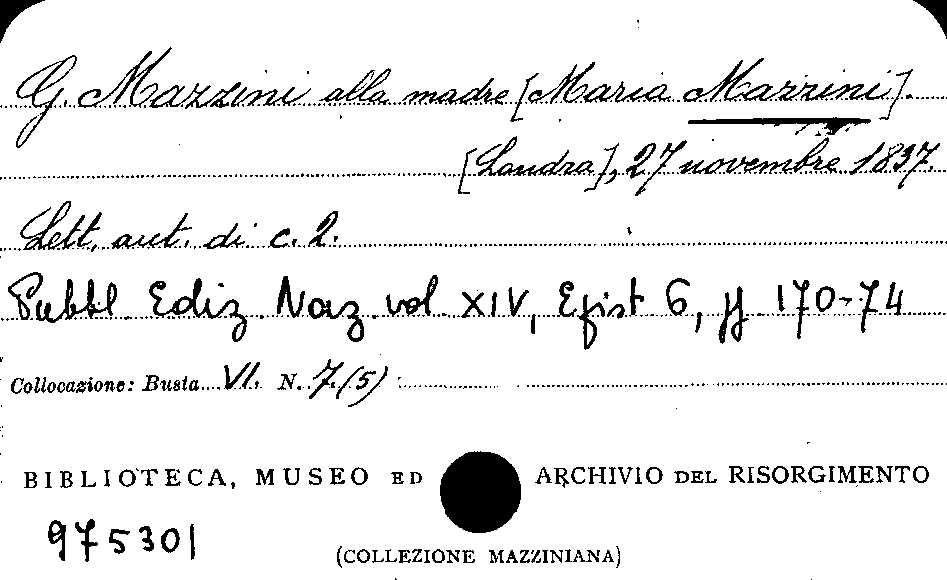 G. Mazzini alla madre [Maria Mazzini].
[Londra], 27 novembre 1837.
Lett. aut. di c. 2.
Pubbl. Ediz. Naz. vol. XIV, Epist. 6, pp. 170-74
Collocazione: Busta VI. N. 7(5)
BIBLIOTECA, MUSEO ED ARCHIVIO DEL RISORGIMENTO
975301
(COLLEZIONE MAZZINIANA)